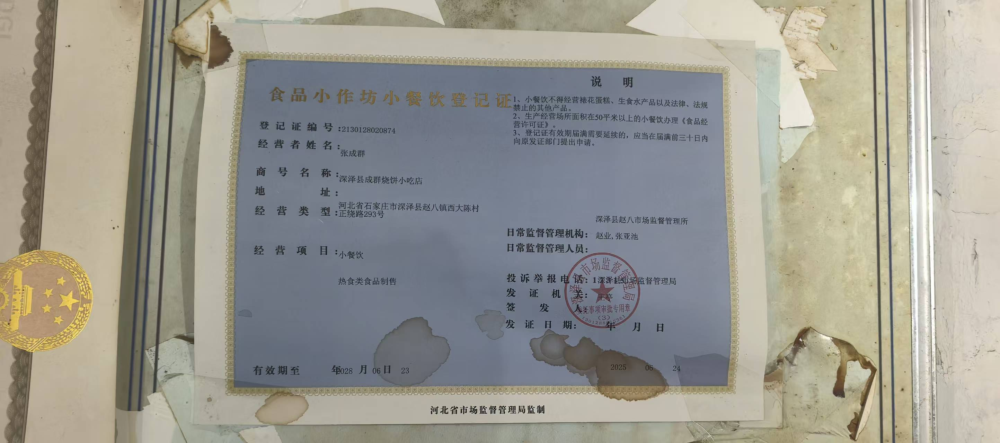 食品小作坊小餐饮登记证
登记证编号：2130128020874
经营者姓名：
张成群
商号名称：
深泽县成群烧饼小吃店
地址：
河北省石家庄市深泽县赵八镇西大陈村
经营类型：
正绕路293号
经营项目：
小餐饮
热食类食品制售
有效期至 年2028 月 06 日 23
说 明
1、小餐饮不得经营裱花蛋糕、生食水产品以及法律、法规
禁止的其他产品。
2、生产经营场所面积在50平米以上的小餐饮办理《食品经
营许可证》。
3、登记证有效期届满需要延续的，应当在届满前三十日内
向原发证部门提出申请。
深泽县赵八市场监督管理所
日常监督管理机构：
赵业,张亚池
日常监督管理人员：
投诉举报电话：
深泽县市场监督管理局
发证机关：
王亭
签发人：
发证日期： 年 月 日
2025 06 24
深泽县市场监督管理局
委托事项审批专用章
(3)
河北省市场监督管理局监制